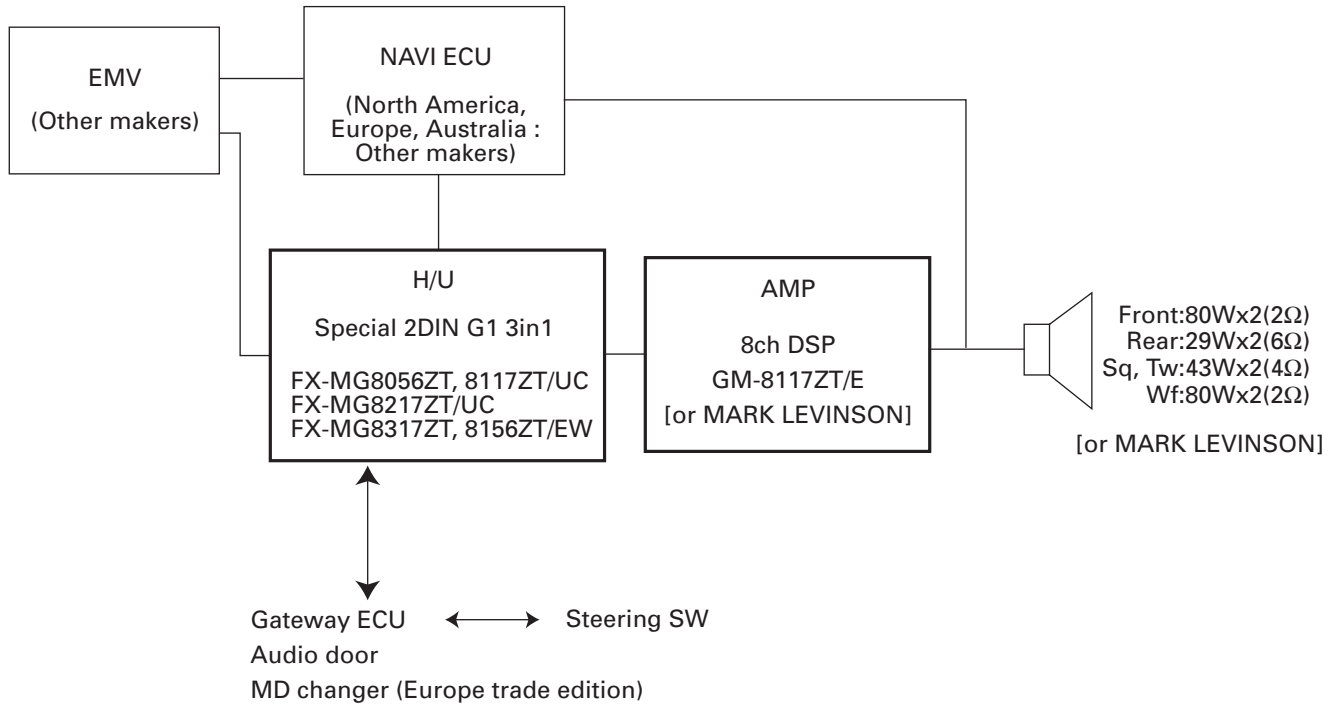 EMV
(Other makers)
NAVI ECU
(North America,
Europe, Australia :
Other makers)
H/U
Special 2DIN G1 3in1
FX-MG8056ZT, 8117ZT/UC
FX-MG8217ZT/UC
FX-MG8317ZT, 8156ZT/EW
AMP
8ch DSP
GM-8117ZT/E
[or MARK LEVINSON]
Front:80Wx2(2Ω)
Rear:29Wx2(6Ω)
Sq, Tw:43Wx2(4Ω)
Wf:80Wx2(2Ω)
[or MARK LEVINSON]
Gateway ECU
Steering SW
Audio door
MD changer (Europe trade edition)